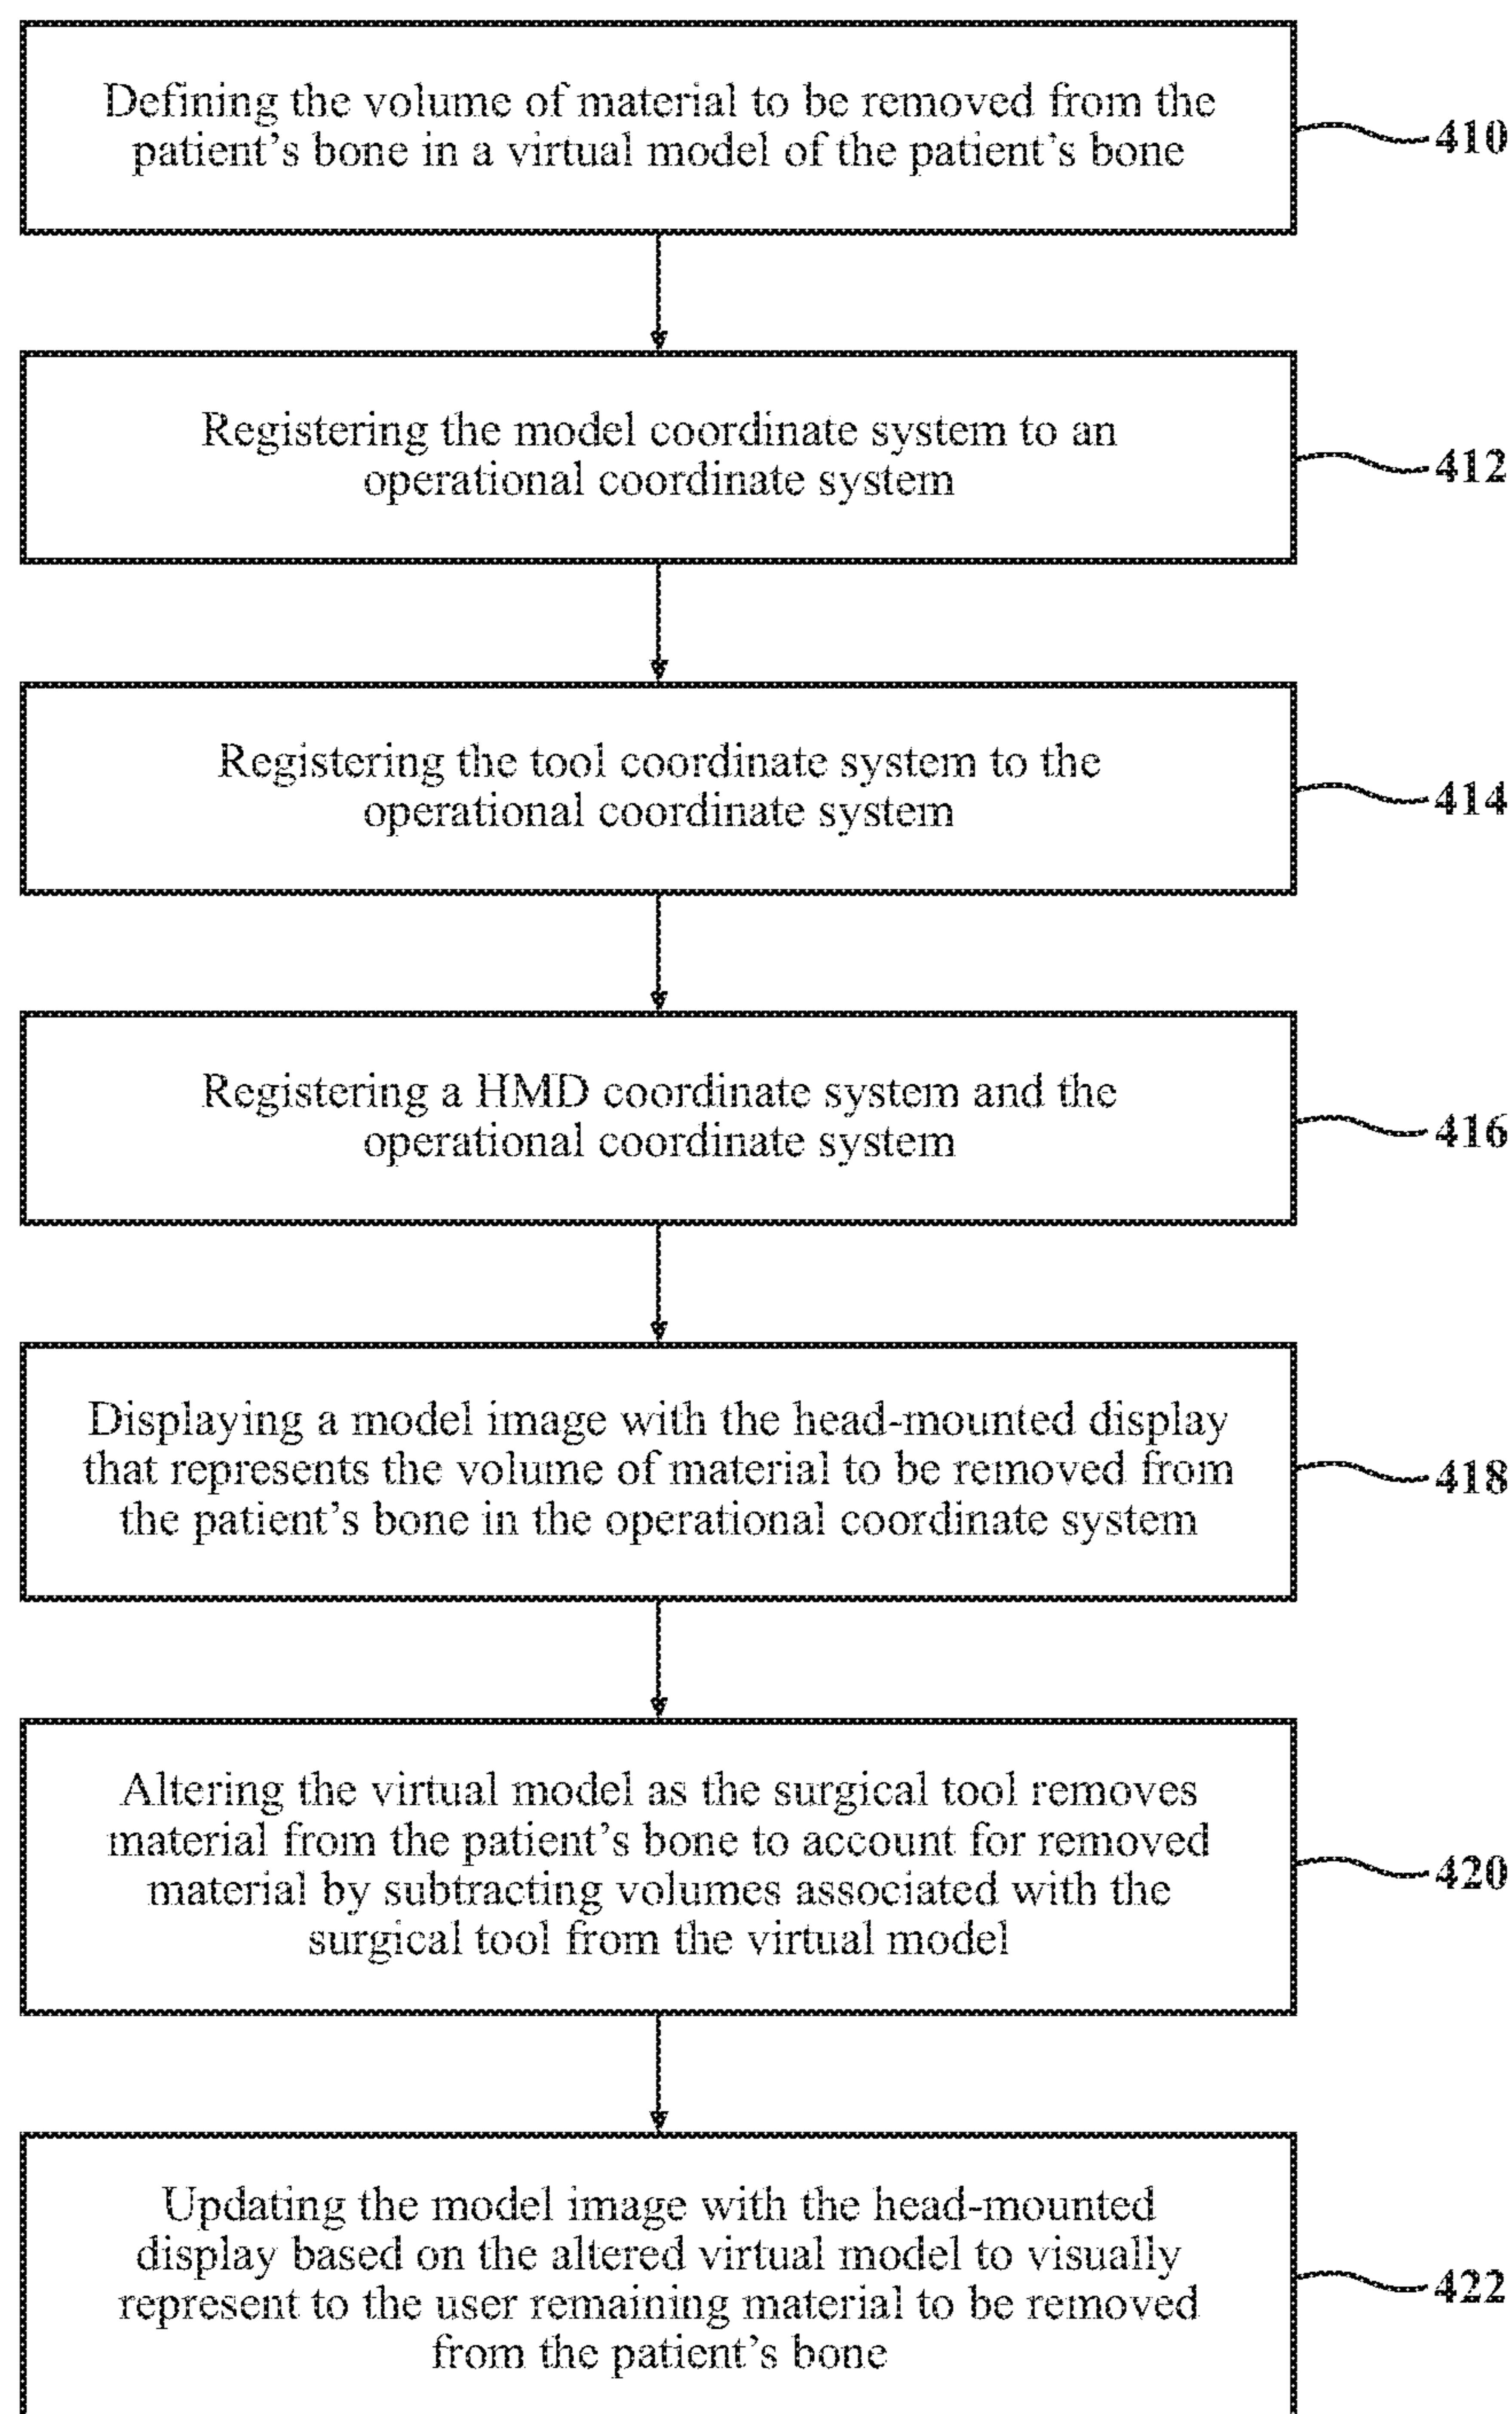 Defining the volume of material to be removed from the
patient's bone in a virtual model of the patient's bone
410
Registering the model coordinate system to an
operational coordinate system
412
Registering the tool coordinate system to the
operational coordinate system
414
Registering a HMD coordinate system and the
operational coordinate system
416
Displaying a model image with the head-mounted display
that represents the volume of material to be removed from
the patient's bone in the operational coordinate system
418
Altering the virtual model as the surgical tool removes
material from the patient's bone to account for removed
material by subtracting volumes associated with the
surgical tool from the virtual model
420
Updating the model image with the head-mounted
display based on the altered virtual model to visually
represent to the user remaining material to be removed
from the patient's bone
422